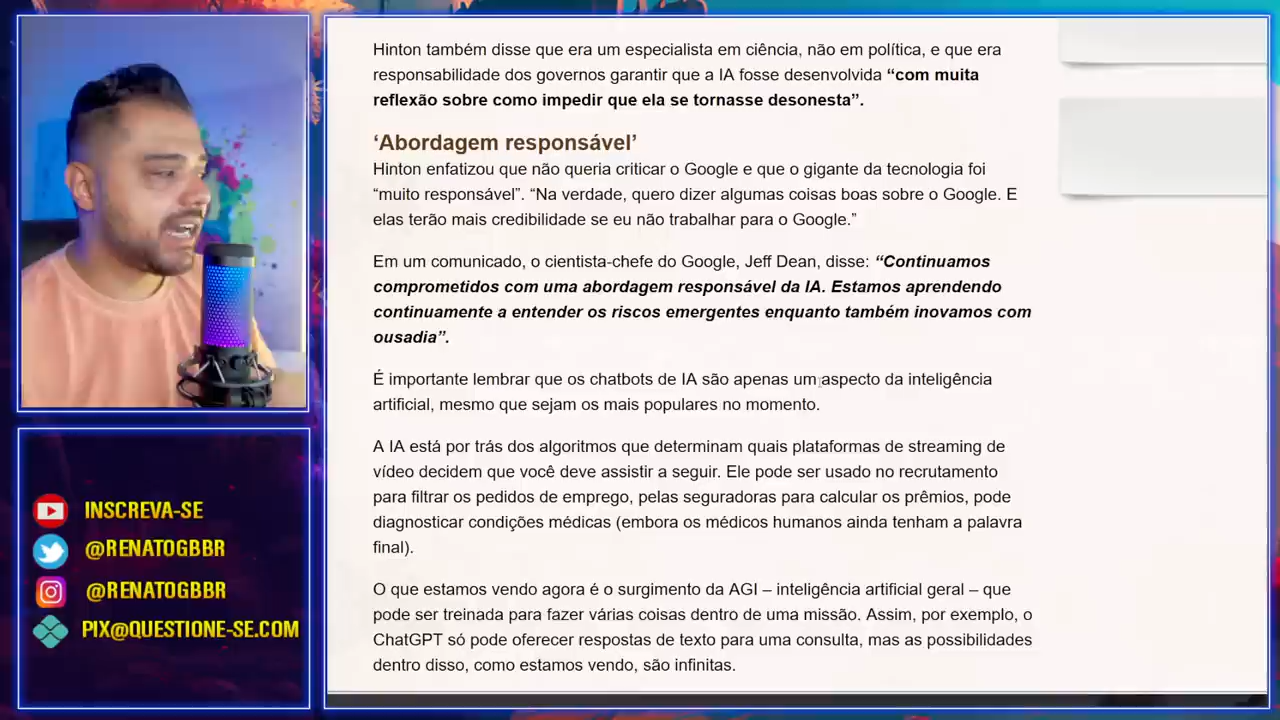 Hinton também disse que era um especialista em ciência, não em política, e que era
responsabilidade dos governos garantir que a IA fosse desenvolvida “com muita
reflexão sobre como impedir que ela se tornasse desonesta”.
‘Abordagem responsável’
Hinton enfatizou que não queria criticar o Google e que o gigante da tecnologia foi
“muito responsável”. “Na verdade, quero dizer algumas coisas boas sobre o Google. E
elas terão mais credibilidade se eu não trabalhar para o Google.”
Em um comunicado, o cientista-chefe do Google, Jeff Dean, disse: “Continuamos
comprometidos com uma abordagem responsável da IA. Estamos aprendendo
continuamente a entender os riscos emergentes enquanto também inovamos com
ousadia”.
É importante lembrar que os chatbots de IA são apenas um aspecto da inteligência
artificial, mesmo que sejam os mais populares no momento.
A IA está por trás dos algoritmos que determinam quais plataformas de streaming de
vídeo decidem que você deve assistir a seguir. Ele pode ser usado no recrutamento
para filtrar os pedidos de emprego, pelas seguradoras para calcular os prêmios, pode
diagnosticar condições médicas (embora os médicos humanos ainda tenham a palavra
final).
O que estamos vendo agora é o surgimento da AGI – inteligência artificial geral – que
pode ser treinada para fazer várias coisas dentro de uma missão. Assim, por exemplo, o
ChatGPT só pode oferecer respostas de texto para uma consulta, mas as possibilidades
dentro disso, como estamos vendo, são infinitas.
INSCREVA-SE
@RENATOGBBR
@RENATOGBBR
PIX@QUESTIONE-SE.COM